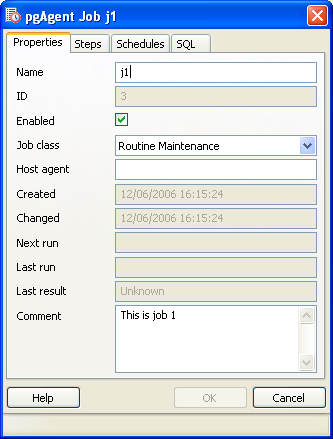 pgAgent Job j1
Properties Steps Schedules SQL
Name j1
ID 3
Enabled
Job class Routine Maintenance
Host agent
Created 12/06/2006 16:15:24
Changed 12/06/2006 16:15:24
Next run
Last run
Last result Unknown
Comment This is job 1
Help OK Cancel